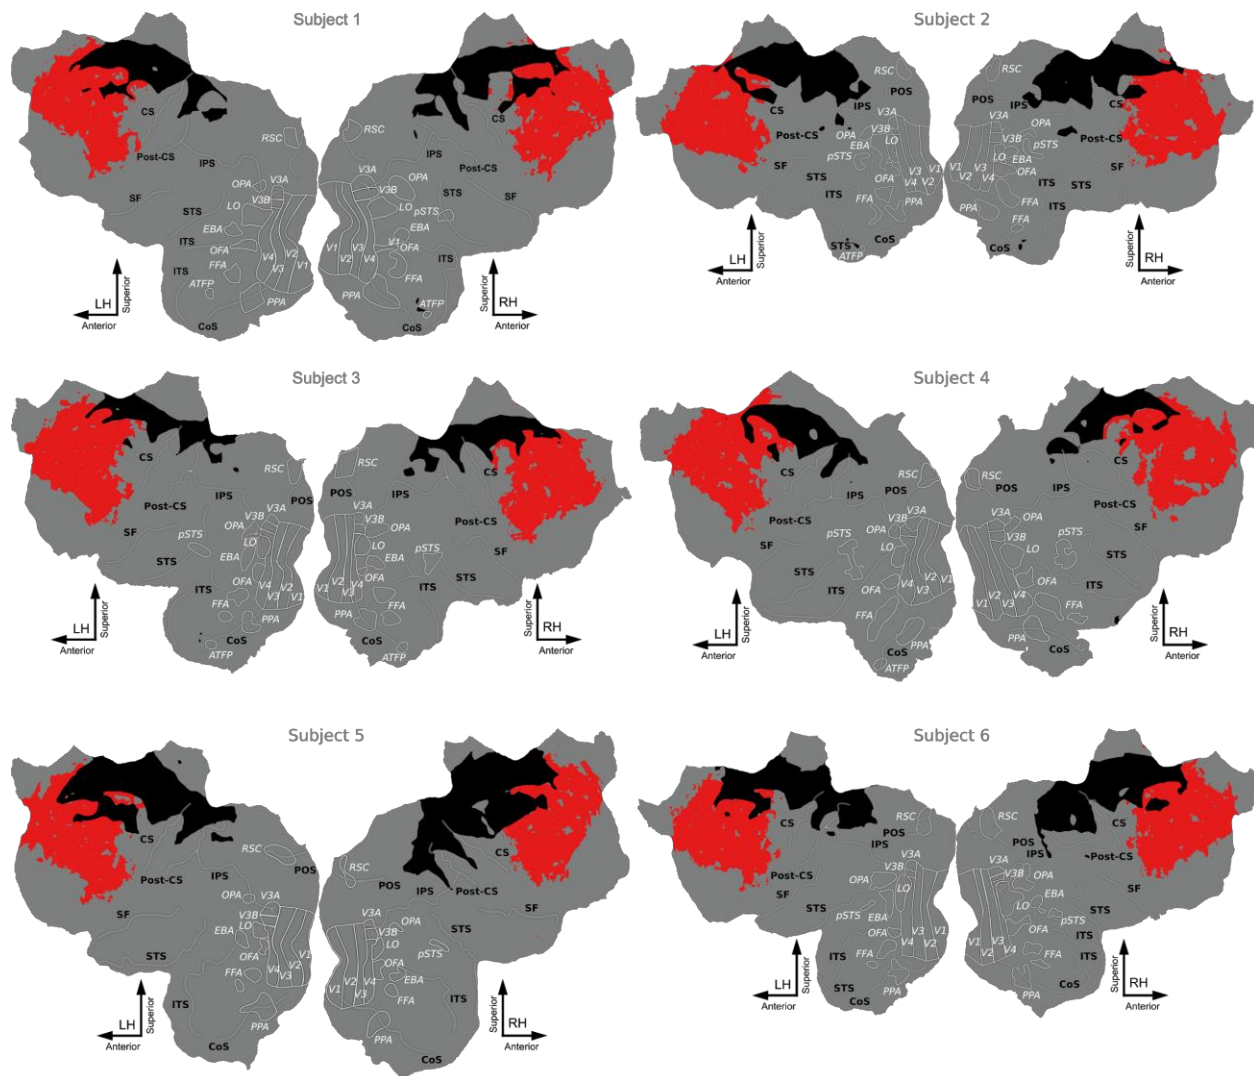 Subject 1
RSC
RSC
CS
CS
Post-CS
IPS
IPS
Post-CS
OPA
V3A
V3A
OPA
V3B
V3B
SF
STS
LO
LO
pSTS
STS
SF
EBA
EBA
ITS
OFA
V4
V3
V2
V1
V1
V2
V3
V4
V1
OFA
ITS
ITS
FFA
FFA
ATFP
ATFP
PPA
PPA
CoS
CoS
LH
Superior
Anterior
RH
Superior
Anterior
Subject 2
RSC
RSC
POS
POS
CS
IPS
IPS
CS
V3A
V3A
Post-CS
OPA
V3B
V3B
OPA
Post-CS
EBA
LO
LO
EBA
pSTS
SF
STS
ITS
OFA
V4
V3
V2
V1
V1
V2
V3
V4
OFA
ITS
STS
SF
ITS
FFA
PPA
PPA
FFA
FFA
STS
CoS
CoS
ATFP
LH
Superior
Anterior
RH
Superior
Anterior
Subject 3
RSC
RSC
CS
CS
IPS
POS
POS
IPS
Post-CS
V3A
V3A
Post-CS
OPA
V3B
V3B
OPA
SF
pSTS
LO
LO
pSTS
SF
STS
EBA
EBA
STS
ITS
OFA
V4
V3
V2
V1
V1
V2
V3
V4
OFA
ITS
FFA
FFA
PPA
PPA
CoS
CoS
ATFP
ATFP
LH
Superior
Anterior
RH
Superior
Anterior
Subject 4
RSC
RSC
CS
CS
IPS
POS
POS
IPS
Post-CS
V3A
V3A
Post-CS
OPA
V3B
V3B
OPA
SF
pSTS
LO
LO
pSTS
SF
STS
ITS
OFA
V4
V3
V2
V1
V1
V2
V3
V4
OFA
ITS
FFA
FFA
PPA
PPA
CoS
CoS
ATFP
LH
Superior
Anterior
RH
Superior
Anterior
Subject 5
RSC
RSC
CS
CS
Post-CS
IPS
POS
POS
IPS
Post-CS
OPA
V3A
V3A
OPA
SF
V3B
V3B
SF
LO
LO
EBA
pSTS
STS
OFA
OFA
EBA
FFA
V4
V3
V2
V1
V1
V2
V3
V4
FFA
ITS
ITS
PPA
PPA
CoS
CoS
LH
Superior
Anterior
RH
Superior
Anterior
Subject 6
RSC
RSC
CS
CS
POS
POS
IPS
IPS
Post-CS
V3A
V3A
Post-CS
OPA
V3B
V3B
OPA
SF
LO
LO
EBA
SF
STS
pSTS
EBA
pSTS
STS
OFA
OFA
ITS
ITS
V4
V3
V2
V1
V1
V2
V3
V4
ITS
FFA
FFA
STS
PPA
PPA
CoS
CoS
LH
Superior
Anterior
RH
Superior
Anterior